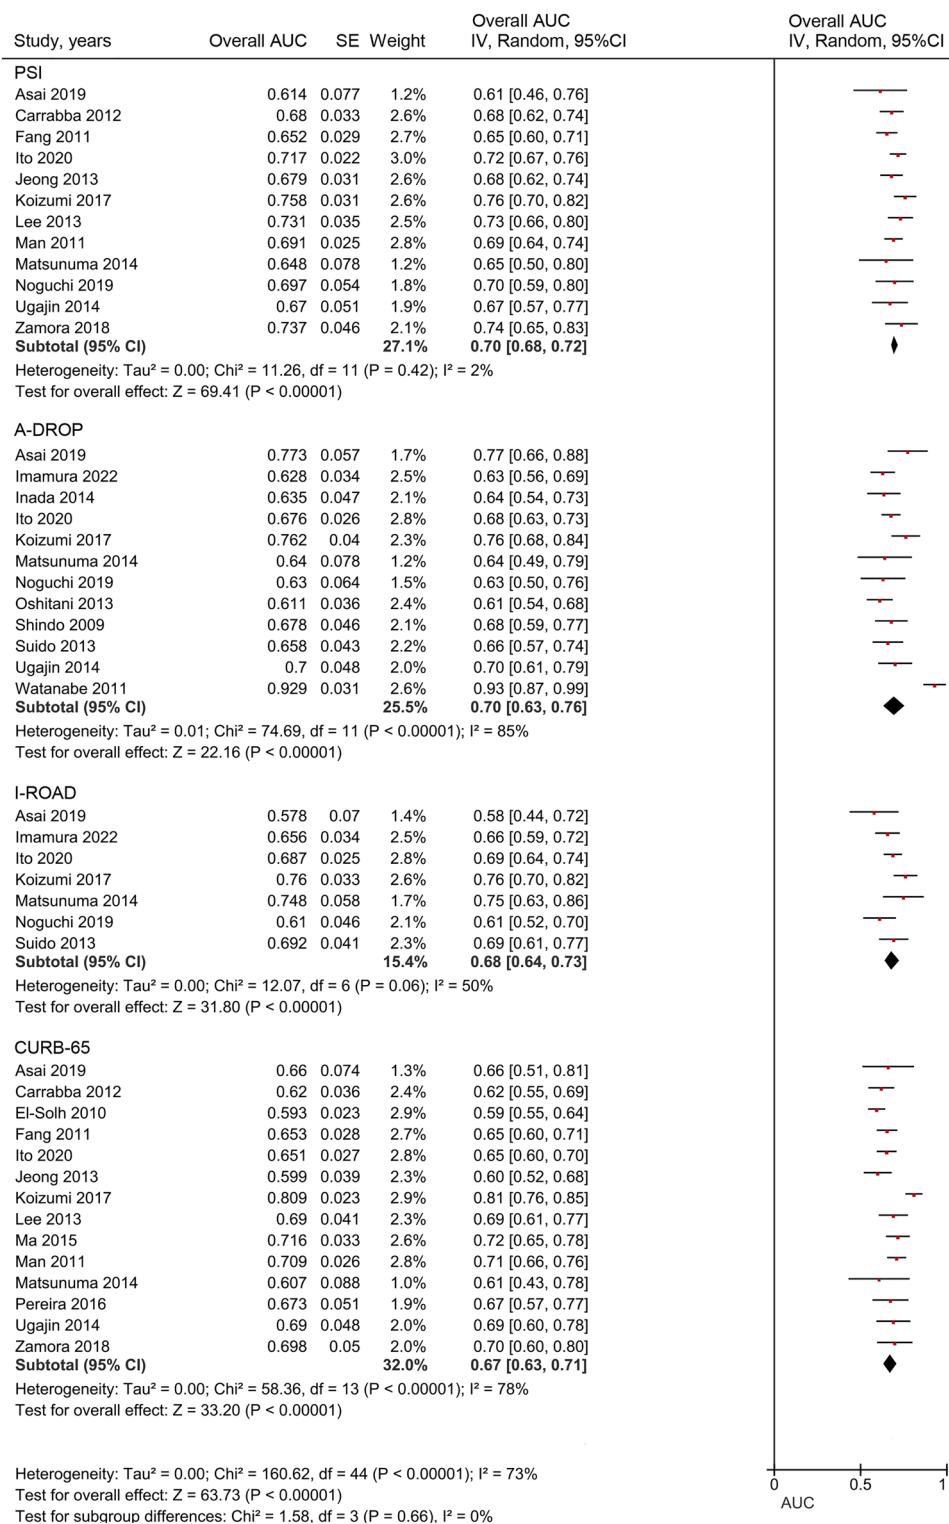 Overall AUC Overall AUC
Study, years Overall AUC SE Weight IV, Random, 95%CI IV, Random, 95%CI
PSI
Asai 2019 0.614 0.077 1.2% 0.61 [0.46, 0.76]
Carrabba 2012 0.68 0.033 2.6% 0.68 [0.62, 0.74]
Fang 2011 0.652 0.029 2.7% 0.65 [0.60, 0.71]
Ito 2020 0.717 0.022 3.0% 0.72 [0.67, 0.76]
Jeong 2013 0.679 0.031 2.6% 0.68 [0.62, 0.74]
Koizumi 2017 0.758 0.031 2.6% 0.76 [0.70, 0.82]
Lee 2013 0.731 0.035 2.5% 0.73 [0.66, 0.80]
Man 2011 0.691 0.025 2.8% 0.69 [0.64, 0.74]
Matsunuma 2014 0.648 0.078 1.2% 0.65 [0.50, 0.80]
Noguchi 2019 0.697 0.054 1.8% 0.70 [0.59, 0.80]
Ugajin 2014 0.67 0.051 1.9% 0.67 [0.57, 0.77]
Zamora 2018 0.737 0.046 2.1% 0.74 [0.65, 0.83]
Subtotal (95% CI) 27.1% 0.70 [0.68, 0.72]
Heterogeneity: Tau² = 0.00; Chi² = 11.26, df = 11 (P = 0.42); I² = 2%
Test for overall effect: Z = 69.41 (P < 0.00001)
A-DROP
Asai 2019 0.773 0.057 1.7% 0.77 [0.66, 0.88]
Imamura 2022 0.628 0.034 2.5% 0.63 [0.56, 0.69]
Inada 2014 0.635 0.047 2.1% 0.64 [0.54, 0.73]
Ito 2020 0.676 0.026 2.8% 0.68 [0.63, 0.73]
Koizumi 2017 0.762 0.04 2.3% 0.76 [0.68, 0.84]
Matsunuma 2014 0.64 0.078 1.2% 0.64 [0.49, 0.79]
Noguchi 2019 0.63 0.064 1.5% 0.63 [0.50, 0.76]
Oshitani 2013 0.611 0.036 2.4% 0.61 [0.54, 0.68]
Shindo 2009 0.678 0.046 2.1% 0.68 [0.59, 0.77]
Suido 2013 0.658 0.043 2.2% 0.66 [0.57, 0.74]
Ugajin 2014 0.7 0.048 2.0% 0.70 [0.61, 0.79]
Watanabe 2011 0.929 0.031 2.6% 0.93 [0.87, 0.99]
Subtotal (95% CI) 25.5% 0.70 [0.63, 0.76]
Heterogeneity: Tau² = 0.01; Chi² = 74.69, df = 11 (P < 0.00001); I² = 85%
Test for overall effect: Z = 22.16 (P < 0.00001)
I-ROAD
Asai 2019 0.578 0.07 1.4% 0.58 [0.44, 0.72]
Imamura 2022 0.656 0.034 2.5% 0.66 [0.59, 0.72]
Ito 2020 0.687 0.025 2.8% 0.69 [0.64, 0.74]
Koizumi 2017 0.76 0.033 2.6% 0.76 [0.70, 0.82]
Matsunuma 2014 0.748 0.058 1.7% 0.75 [0.63, 0.86]
Noguchi 2019 0.61 0.046 2.1% 0.61 [0.52, 0.70]
Suido 2013 0.692 0.041 2.3% 0.69 [0.61, 0.77]
Subtotal (95% CI) 15.4% 0.68 [0.64, 0.73]
Heterogeneity: Tau² = 0.00; Chi² = 12.07, df = 6 (P = 0.06); I² = 50%
Test for overall effect: Z = 31.80 (P < 0.00001)
CURB-65
Asai 2019 0.66 0.074 1.3% 0.66 [0.51, 0.81]
Carrabba 2012 0.62 0.036 2.4% 0.62 [0.55, 0.69]
El-Solh 2010 0.593 0.023 2.9% 0.59 [0.55, 0.64]
Fang 2011 0.653 0.028 2.7% 0.65 [0.60, 0.71]
Ito 2020 0.651 0.027 2.8% 0.65 [0.60, 0.70]
Jeong 2013 0.599 0.039 2.3% 0.60 [0.52, 0.68]
Koizumi 2017 0.809 0.023 2.9% 0.81 [0.76, 0.85]
Lee 2013 0.69 0.041 2.3% 0.69 [0.61, 0.77]
Ma 2015 0.716 0.033 2.6% 0.72 [0.65, 0.78]
Man 2011 0.709 0.026 2.8% 0.71 [0.66, 0.76]
Matsunuma 2014 0.607 0.088 1.0% 0.61 [0.43, 0.78]
Pereira 2016 0.673 0.051 1.9% 0.67 [0.57, 0.77]
Ugajin 2014 0.69 0.048 2.0% 0.69 [0.60, 0.78]
Zamora 2018 0.698 0.05 2.0% 0.70 [0.60, 0.80]
Subtotal (95% CI) 32.0% 0.67 [0.63, 0.71]
Heterogeneity: Tau² = 0.00; Chi² = 58.36, df = 13 (P < 0.00001); I² = 78%
Test for overall effect: Z = 33.20 (P < 0.00001)
Heterogeneity: Tau² = 0.00; Chi² = 160.62, df = 44 (P < 0.00001); I² = 73%
Test for overall effect: Z = 63.73 (P < 0.00001)
Test for subgroup differences: Chi² = 1.58, df = 3 (P = 0.66), I² = 0%
0 0.5 1
AUC